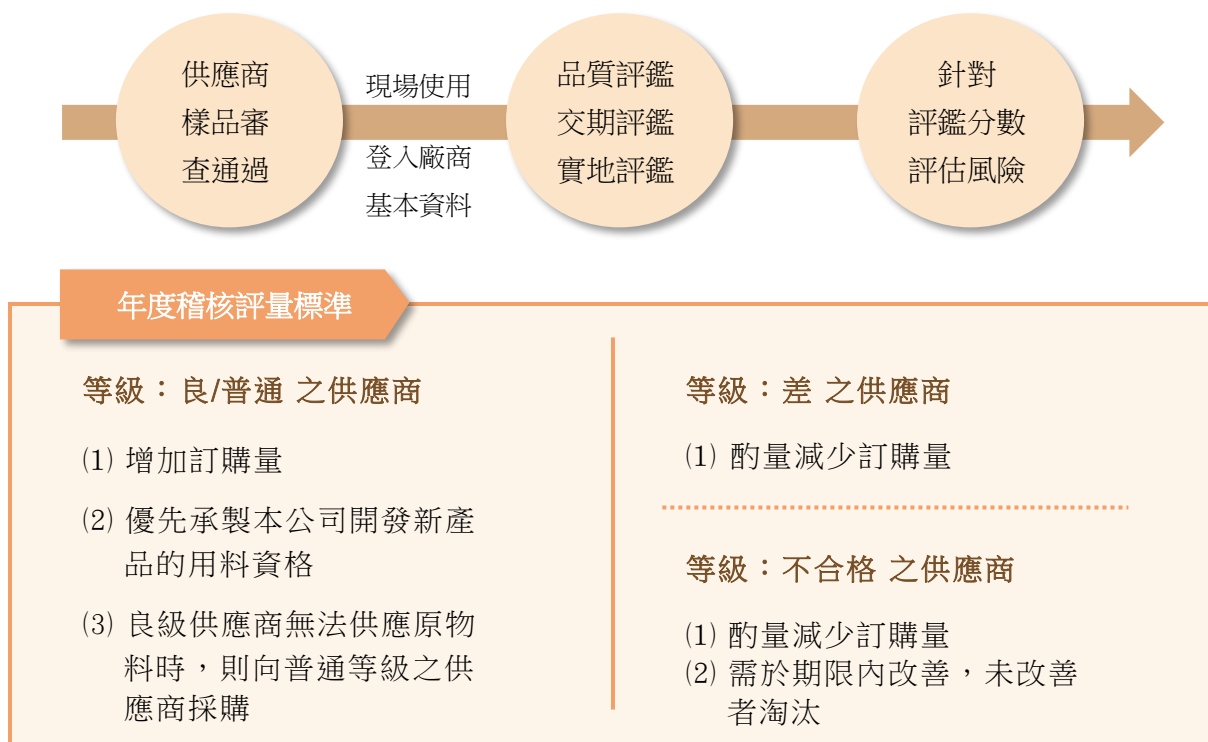 供應商
樣品審
查通過
現場使用
登入廠商
基本資料
品質評鑑
交期評鑑
實地評鑑
針對
評鑑分數
評估風險
年度稽核評量標準
等級：良/普通 之供應商
⑴ 增加訂購量
⑵ 優先承製本公司開發新產
品的用料資格
⑶ 良級供應商無法供應原物
料時，則向普通等級之供
應商採購
等級：差 之供應商
⑴ 酌量減少訂購量
等級：不合格 之供應商
⑴ 酌量減少訂購量
⑵ 需於期限內改善，未改善
者淘汰